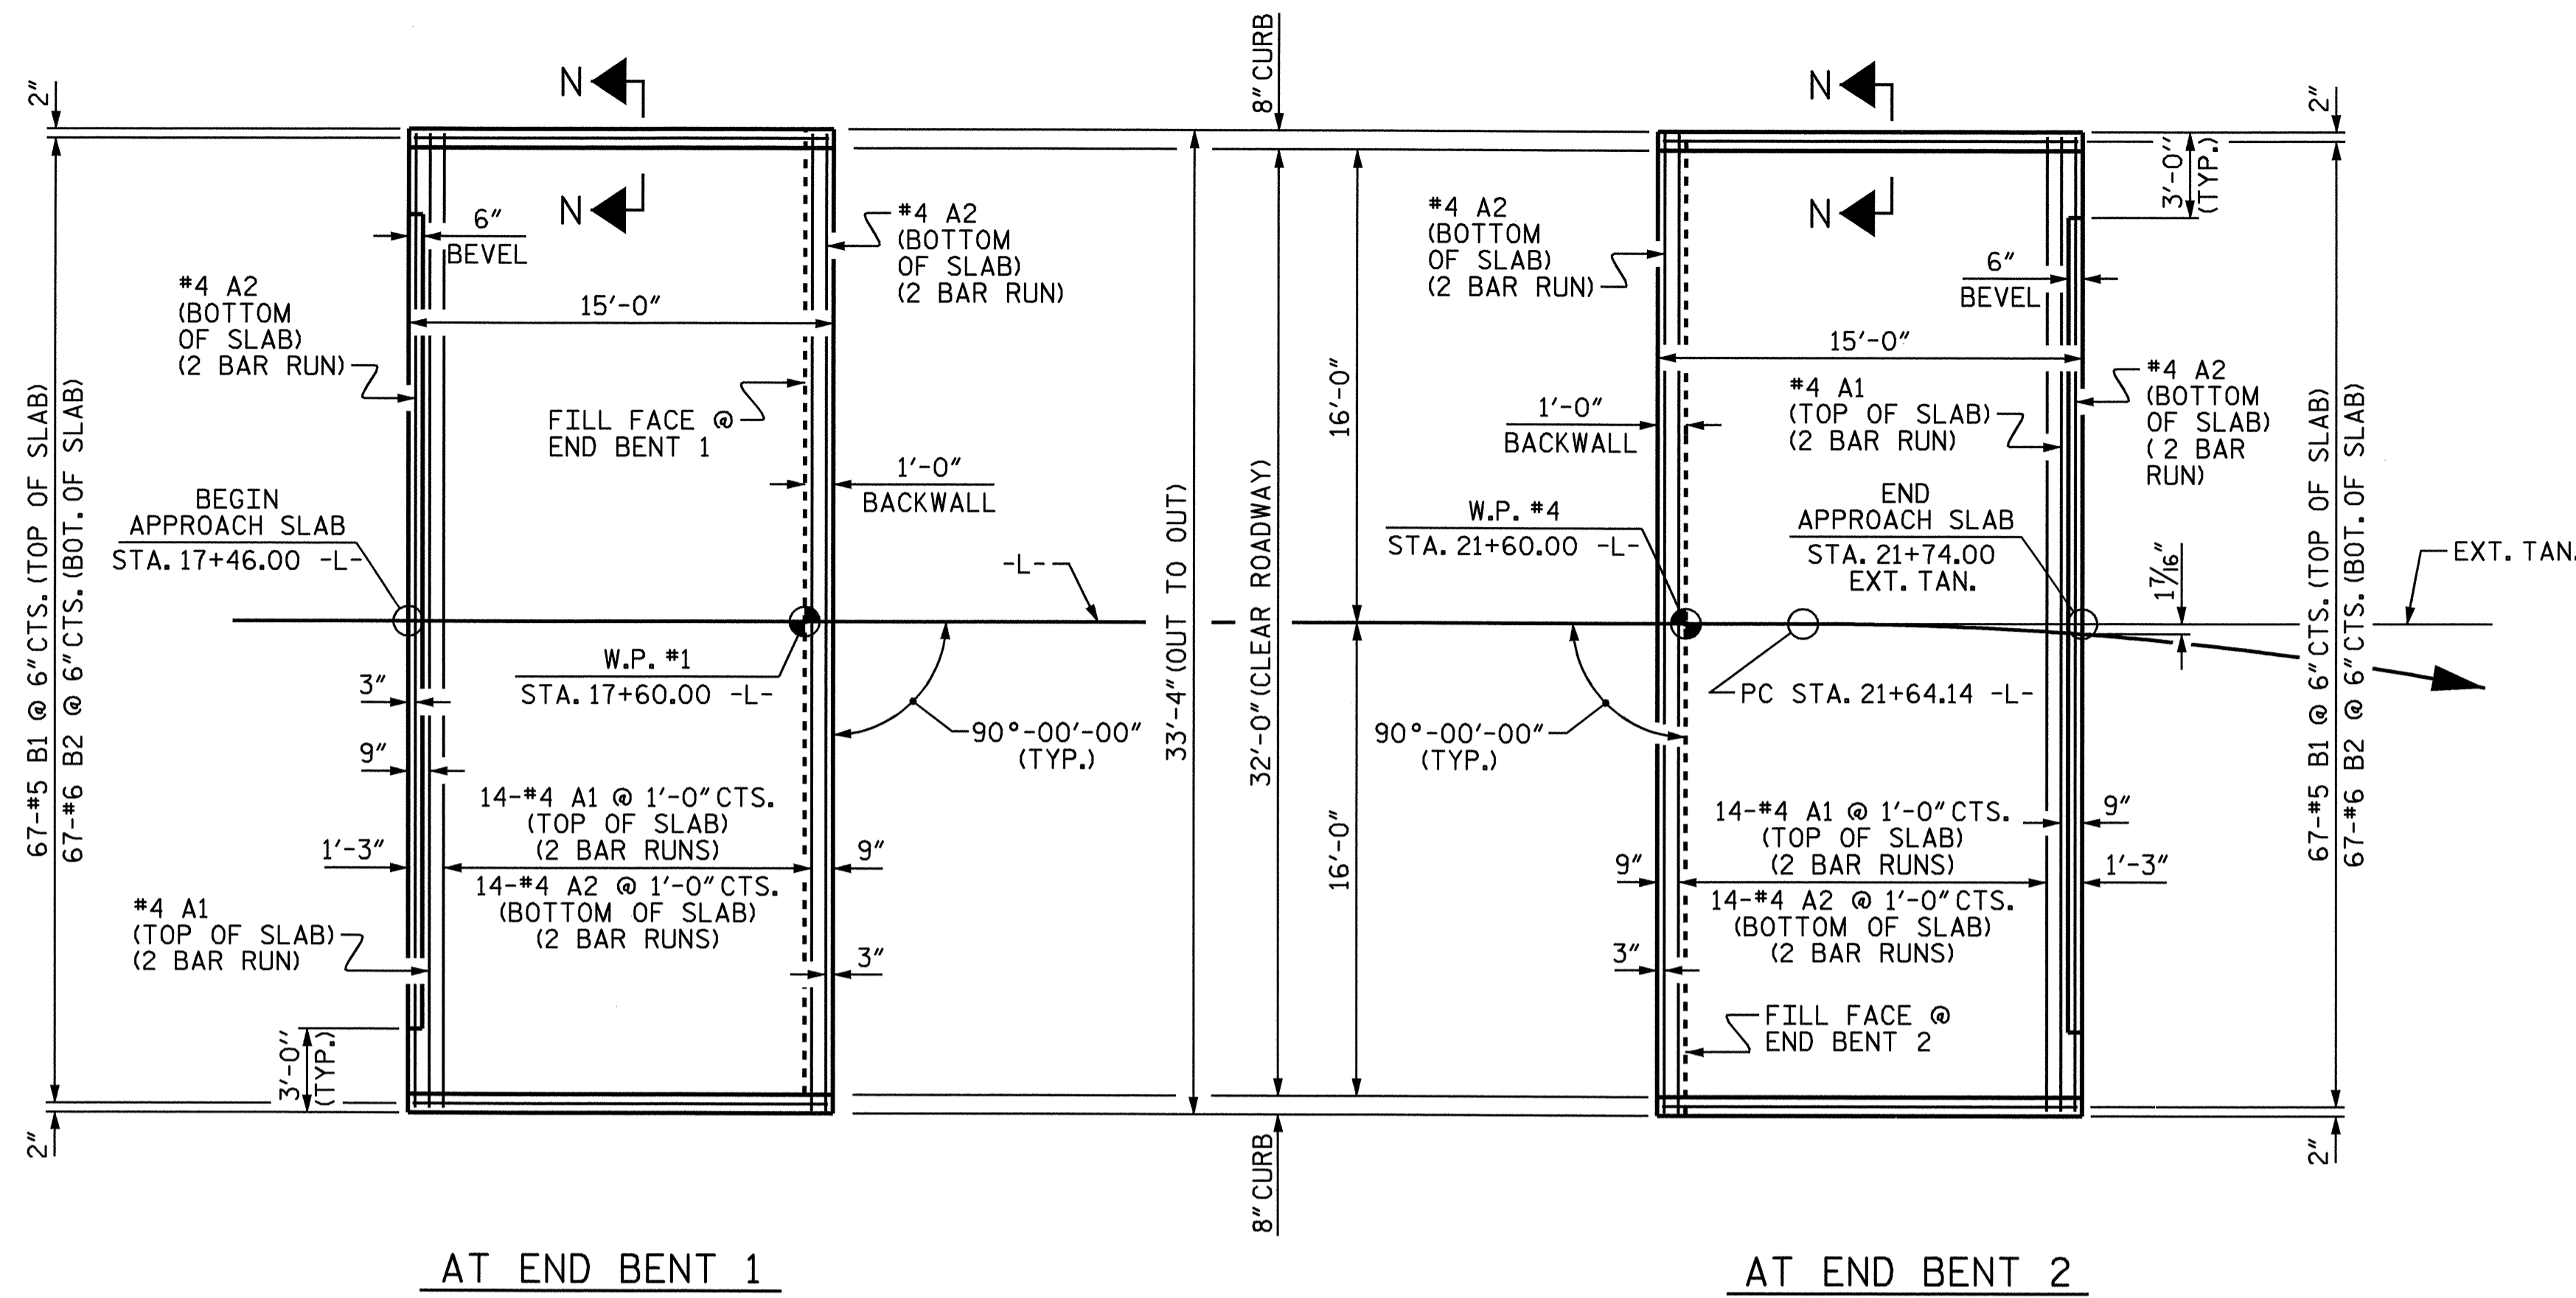 2"
67-#5 B1 @ 6"CTS.(TOP OF SLAB)
67-#6 B2 @ 6"CTS.(BOT. OF SLAB)
2"
N
N
6"
BEVEL
#4 A2
(BOTTOM
OF SLAB)
(2 BAR RUN)
15'-0"
FILL FACE @
END BENT 1
#4 A2
(BOTTOM
OF SLAB)
(2 BAR RUN)
1'-0"
BACKWALL
BEGIN
APPROACH SLAB
STA. 17+46.00 -L-
-L-
W.P. #1
STA. 17+60.00 -L-
3"
9"
90°-00'-00"
(TYP.)
1'-3"
14-#4 A1 @ 1'-0"CTS.
(TOP OF SLAB)
(2 BAR RUNS)
14-#4 A2 @ 1'-0"CTS.
(BOTTOM OF SLAB)
(2 BAR RUNS)
9"
3"
#4 A1
(TOP OF SLAB)
(2 BAR RUN)
3'-0"
(TYP.)
AT END BENT 1
8" CURB
33'-4"(OUT TO OUT)
32'-0"(CLEAR ROADWAY)
16'-0"
16'-0"
8" CURB
N
N
#4 A2
(BOTTOM
OF SLAB)
(2 BAR RUN)
3'-0"
(TYP.)
2"
6"
BEVEL
15'-0"
1'-0"
BACKWALL
#4 A1
(TOP OF SLAB)
(2 BAR RUN)
#4 A2
(BOTTOM
OF SLAB)
( 2 BAR
RUN)
W.P. #4
STA. 21+60.00 -L-
END
APPROACH SLAB
STA. 21+74.00
EXT. TAN.
1 7/16"
EXT. TAN.
PC STA. 21+64.14 -L-
90°-00'-00"
(TYP.)
14-#4 A1 @ 1'-0"CTS.
(TOP OF SLAB)
(2 BAR RUNS)
14-#4 A2 @ 1'-0"CTS.
(BOTTOM OF SLAB)
(2 BAR RUNS)
9"
3"
9"
1'-3"
FILL FACE @
END BENT 2
67-#5 B1 @ 6"CTS.(TOP OF SLAB)
67-#6 B2 @ 6"CTS.(BOT. OF SLAB)
2"
AT END BENT 2